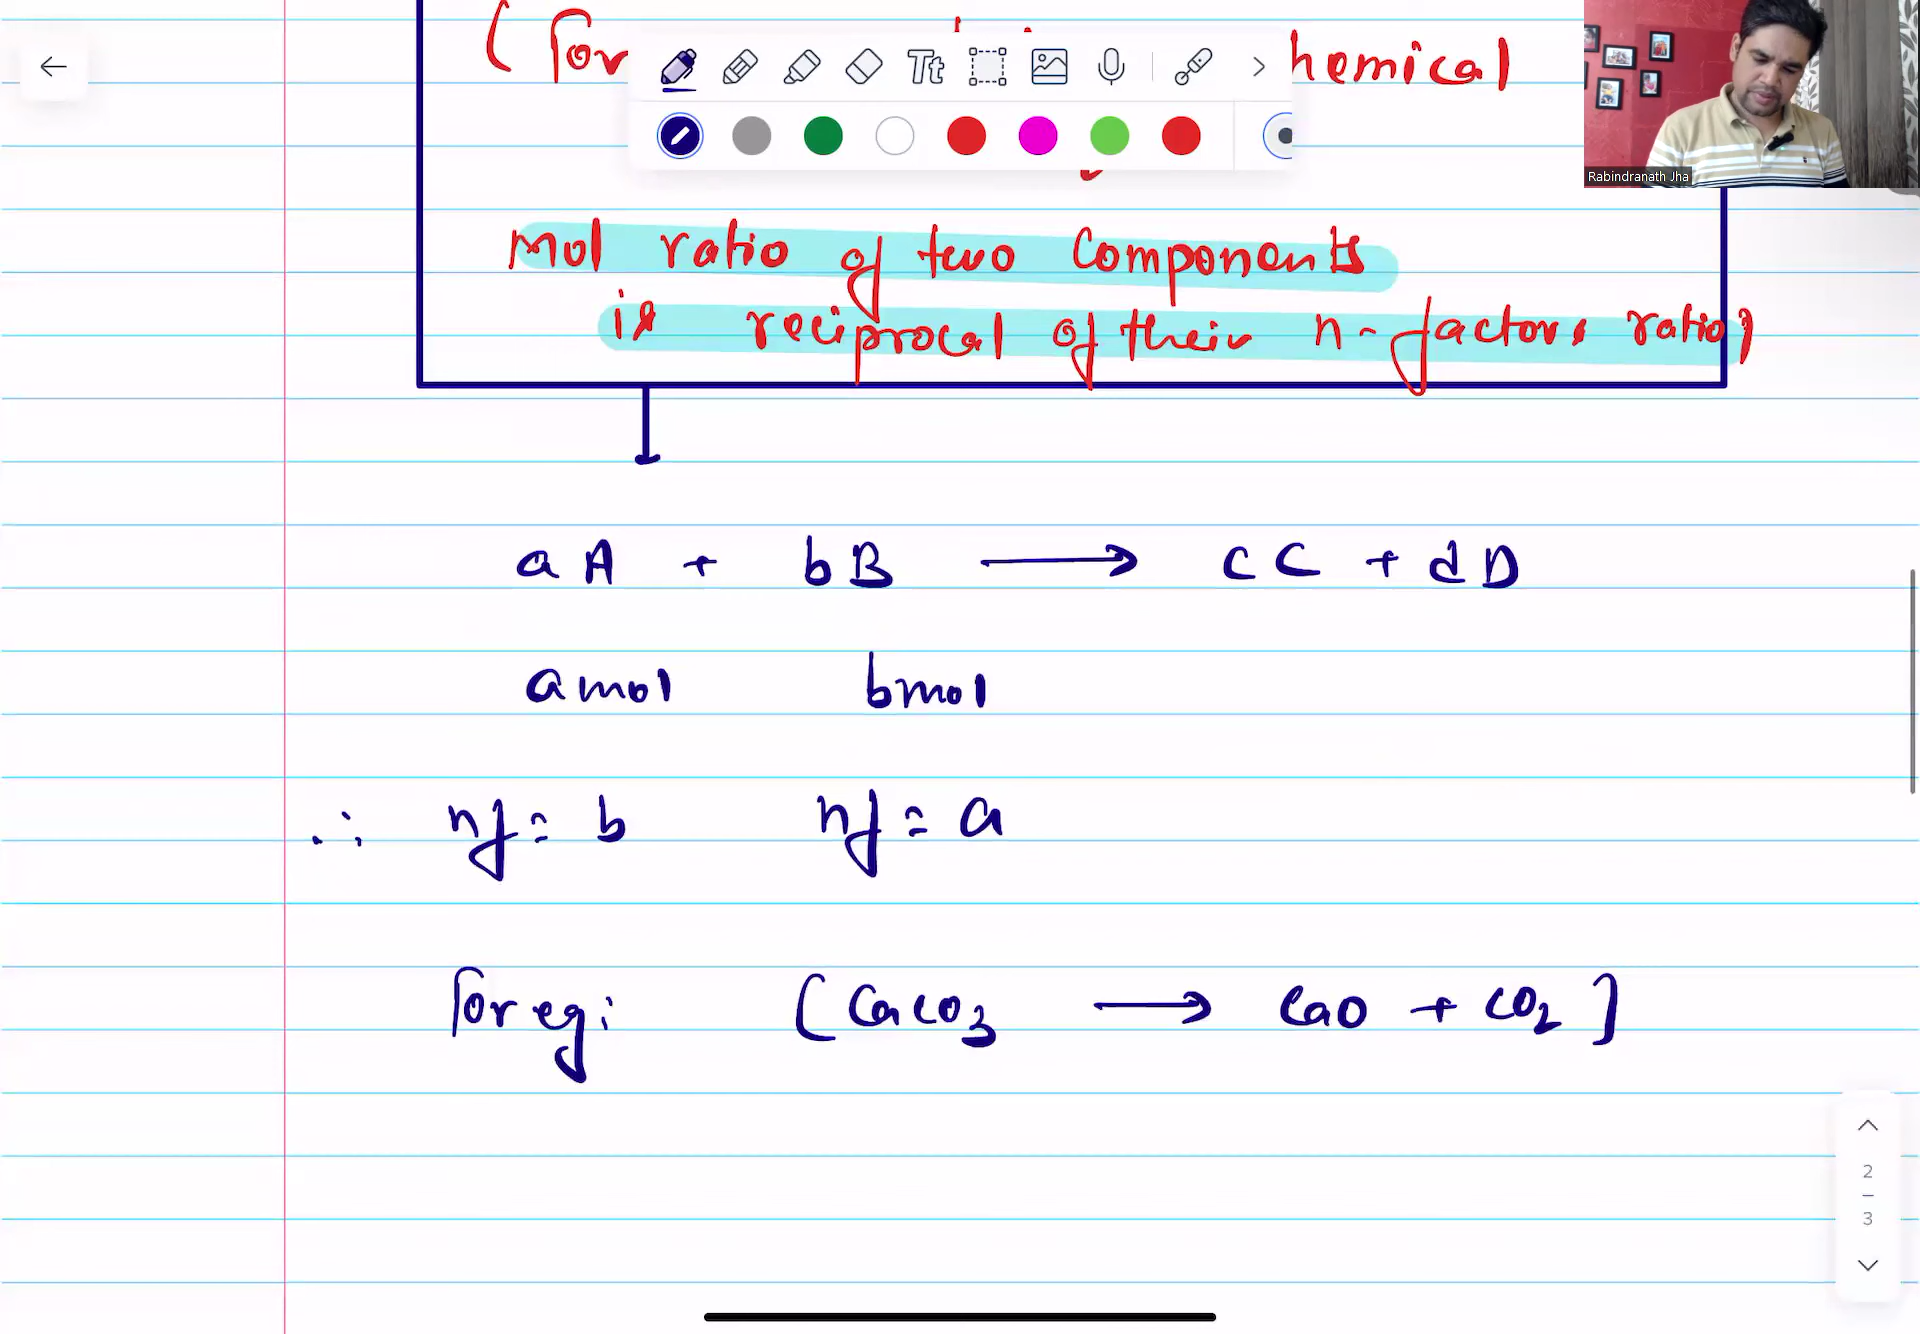 (For hemical
Tt
Rabindranath Jha
mol ratio of two components
is reciprocal of their n-factors ratio)
aA + bB ⟶ cC + dD
a mol b mol
∴ nf = b nf = a
For eg: [CaCO3 ⟶ CaO + CO2]
2
3